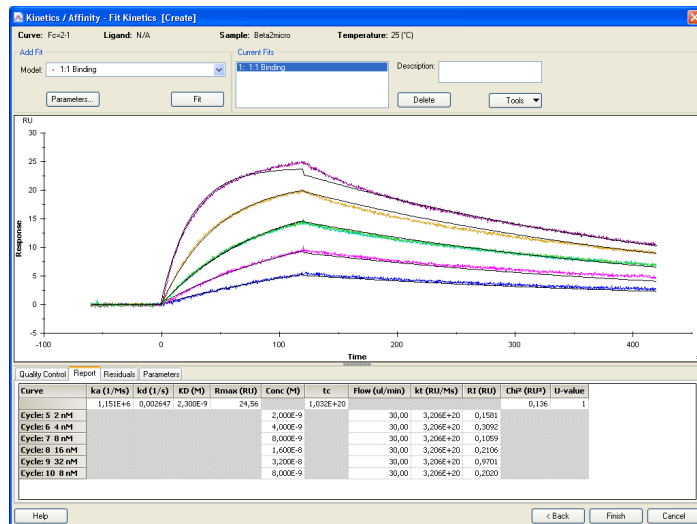 Kinetics / Affinity - Fit Kinetics [Create]
Curve: Fc=2-1 Ligand: N/A Sample: Beta2micro Temperature: 25 (°C)
Add Fit Current Fits
Model: - 1:1 Binding 1: 1:1 Binding Description:
Parameters... Fit Delete Tools
RU
30
25
20
15
10
5
0
-5
Response
-100 0 100 200 300 400
Time s
Quality Control Report Residuals Parameters
Curve ka (1/Ms) kd (1/s) KD (M) Rmax (RU) Conc (M) tc Flow (ul/min) kt (RU/Ms) RI (RU) Chi² (RU²) U-value
1,151E+6 0,002647 2,300E-9 24,56 1,032E+20 0,136 1
Cycle: 5 2 nM 2,000E-9 30,00 3,206E+20 0,1581
Cycle: 6 4 nM 4,000E-9 30,00 3,206E+20 0,3092
Cycle: 7 8 nM 8,000E-9 30,00 3,206E+20 0,1059
Cycle: 8 16 nM 1,600E-8 30,00 3,206E+20 0,2106
Cycle: 9 32 nM 3,200E-8 30,00 3,206E+20 0,9701
Cycle: 10 8 nM 8,000E-9 30,00 3,206E+20 0,2020
Help < Back Finish Cancel